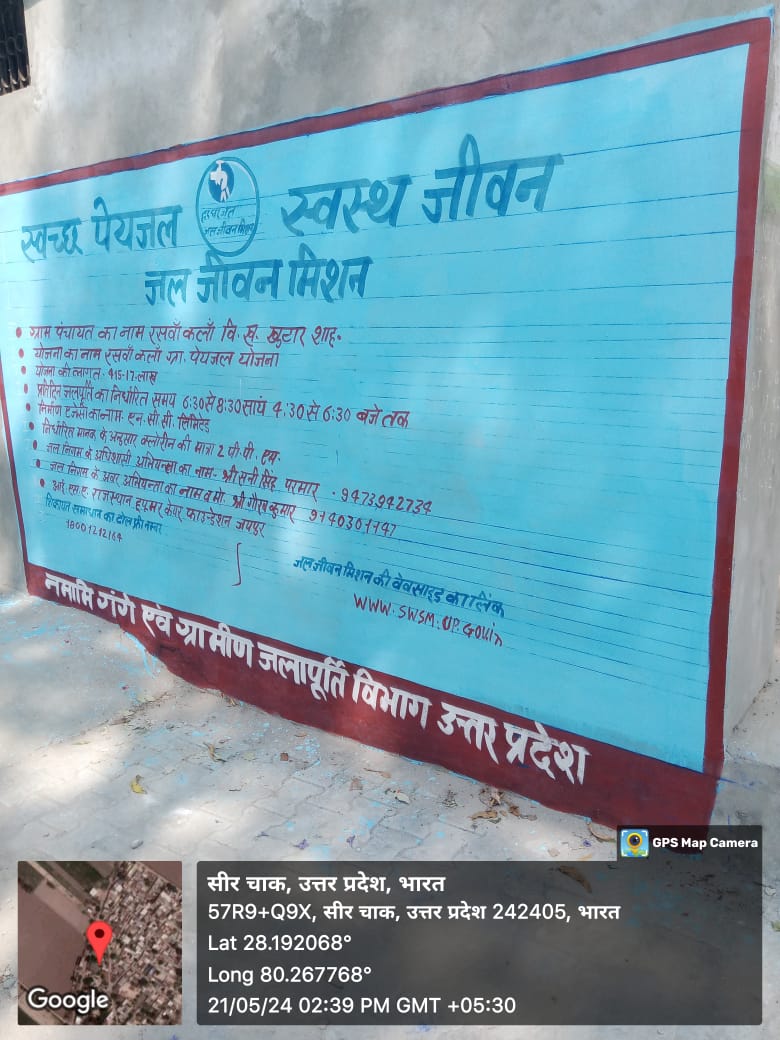 स्वच्छ पेयजल स्वस्थ जीवन
हर घर जल
जल जीवन मिशन
जल जीवन मिशन
• ग्राम पंचायत का नाम रसवाँ कलाँ वि. ख. खुटार शाह.
• योजना का नाम रसवाँ कलाँ ग्रा. पेयजल योजना
• योजना की लागत - 415-17-लाख
• प्रतिदिन जलपूर्ति का निर्धारित समय 6:30 से 8:30 सायं 4:30 से 6:30 बजे तक
• निर्माण एजेंसी का नाम. एन. सी. सी. लिमिटेड
• निर्धारित मानक के अनुसार क्लोरीन की मात्रा 2 पी. पी. एम.
• जल निगम के अधिशासी अभियन्ता का नाम- श्री सनी सिंह परमार - 9473942734
• जल निगम के अवर अभियन्ता का नाम व मो. श्री गौरव कुमार
• आई. एस. ए. राजस्थान फाउन्डेशन जयपुर
शिकायत समाधान का टोल फ्री नम्बर
18001212164
जल जीवन मिशन की वेबसाइड का लिंक
WWW.SWSM.UP.GOV.in
नमामि गंगे एवं ग्रामीण जलापूर्ति विभाग उत्तर प्रदेश
GPS Map Camera
सीर चाक, उत्तर प्रदेश, भारत
57R9+Q9X, सीर चाक, उत्तर प्रदेश 242405, भारत
Lat 28.192068°
Long 80.267768°
21/05/24 02:39 PM GMT +05:30
Google